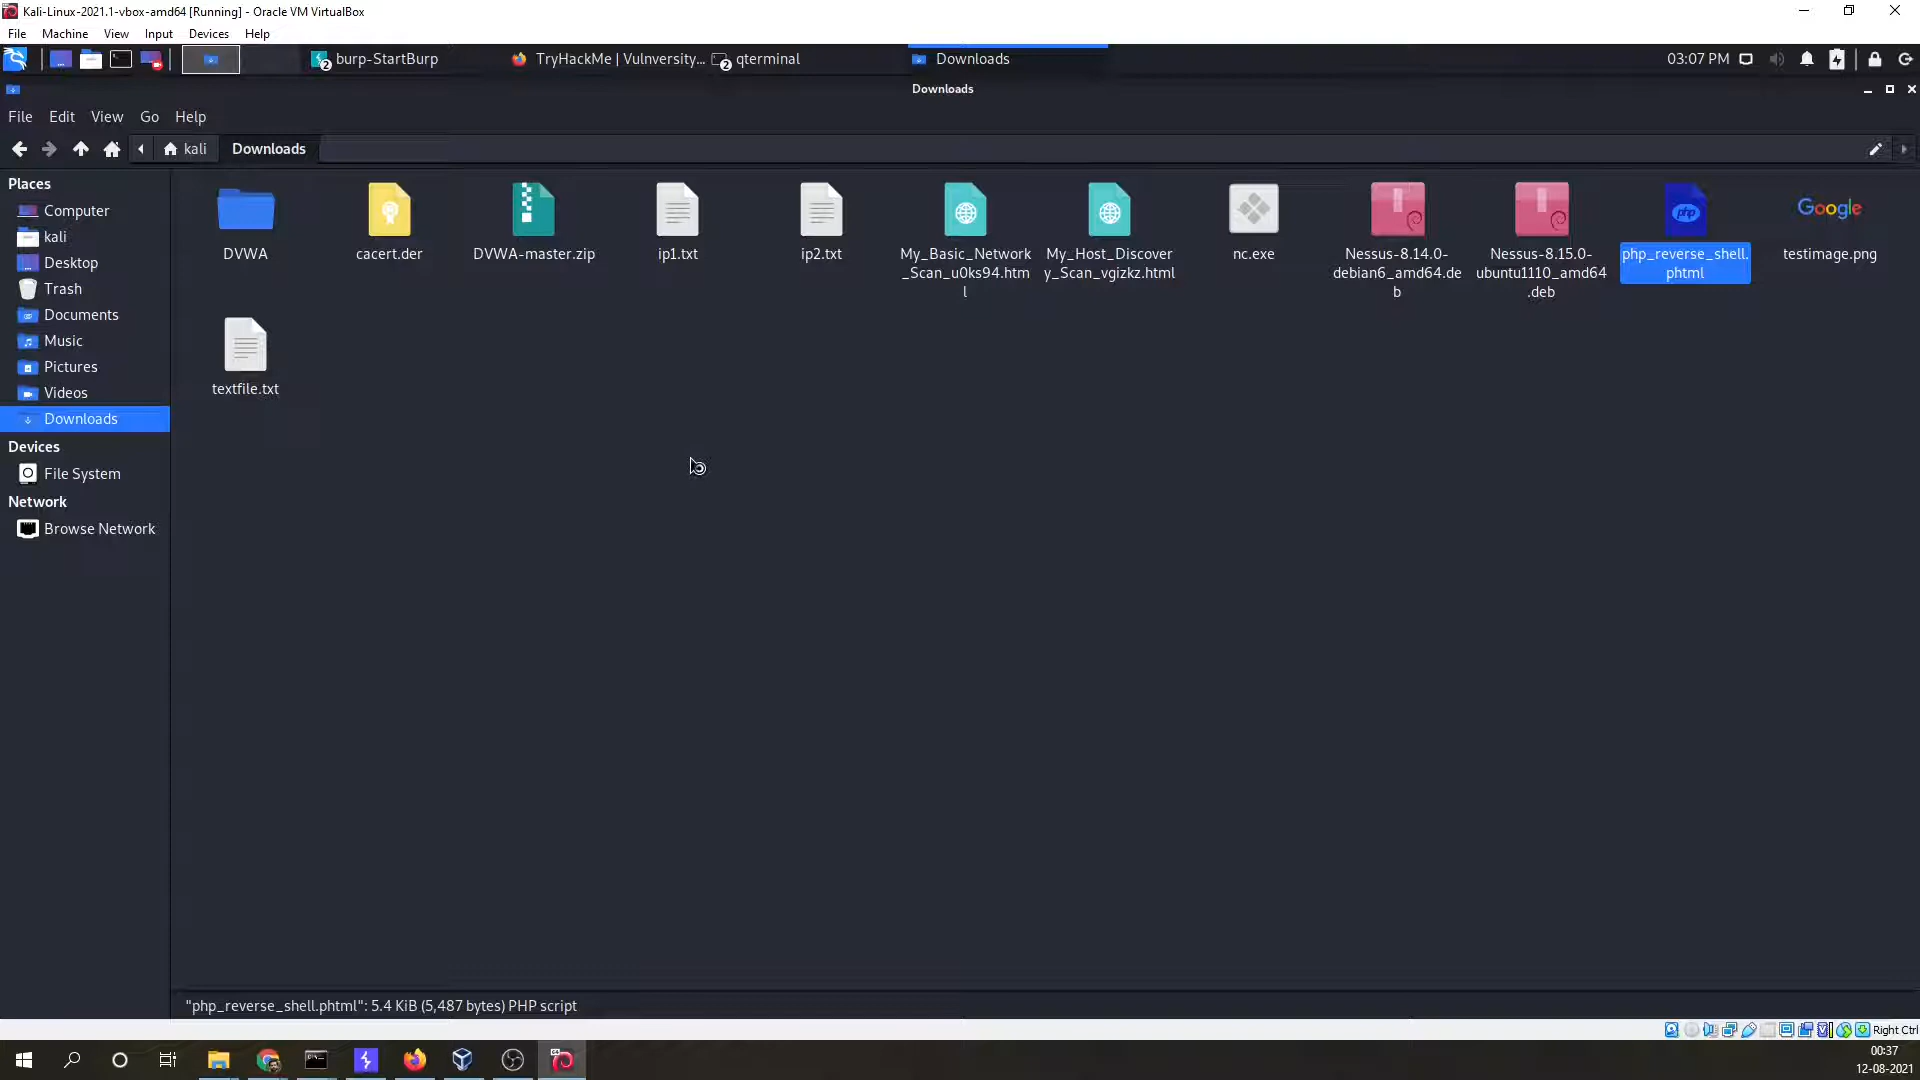 Kali-Linux-2021.1-vbox-amd64 [Running] - Oracle VM VirtualBox
File Machine View Input Devices Help
burp-StartBurp
TryHackMe | Vulnversity...
qterminal
Downloads
03:07 PM
Downloads
File Edit View Go Help
kali
Downloads
Places
Computer
kali
Desktop
Trash
Documents
Music
Pictures
Videos
Downloads
Devices
File System
Network
Browse Network
DVWA
cacert.der
DVWA-master.zip
ip1.txt
ip2.txt
My_Basic_Network
_Scan_u0ks94.htm
l
My_Host_Discover
y_Scan_vgizkz.html
nc.exe
Nessus-8.14.0-
debian6_amd64.de
b
Nessus-8.15.0-
ubuntu1110_amd64
.deb
php
php_reverse_shell.
phtml
Google
testimage.png
textfile.txt
"php_reverse_shell.phtml": 5.4 KiB (5,487 bytes) PHP script
Right Ctrl
00:37
12-08-2021